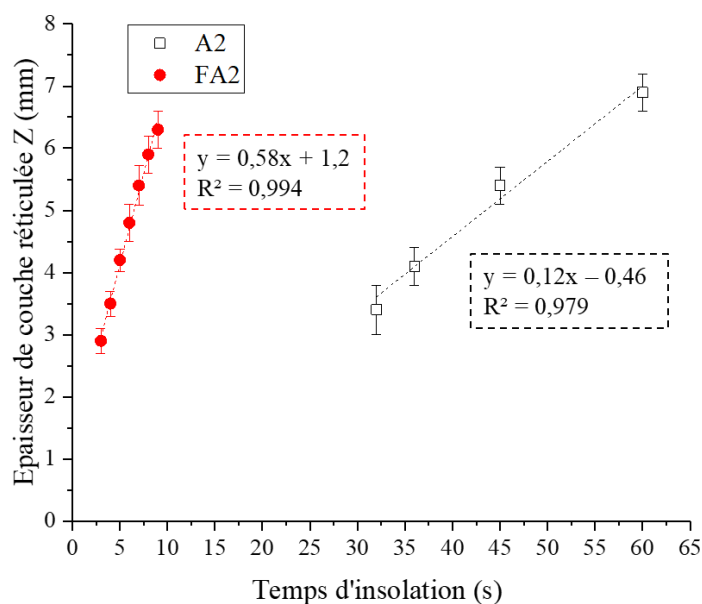 A2
FA2
Epaisseur de couche réticulée Z (mm)
8
7
6
5
4
3
2
1
0
y = 0,58x + 1,2
R² = 0,994
y = 0,12x – 0,46
R² = 0,979
0 5 10 15 20 25 30 35 40 45 50 55 60 65
Temps d'insolation (s)